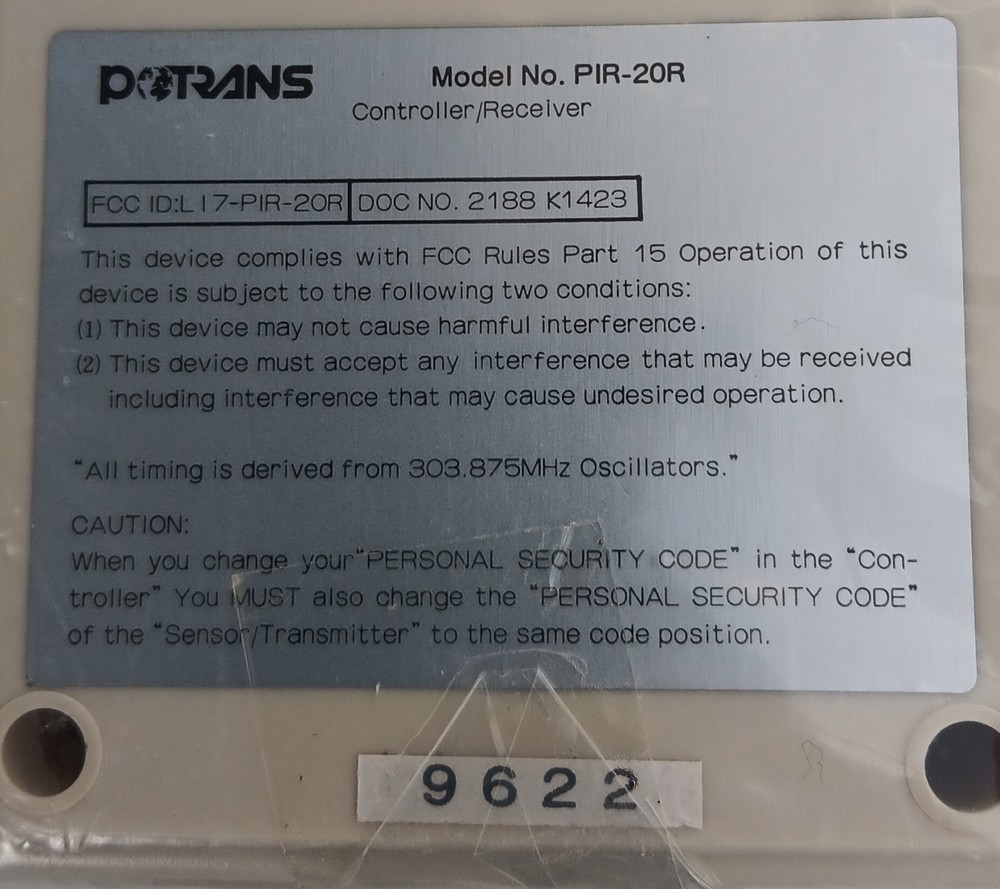 POTRANS
Model No. PIR-20R
Controller/Receiver
FCC ID:L I 7-PIR-20R DOC NO. 2188 K1423
This device complies with FCC Rules Part 15 Operation of this
device is subject to the following two conditions:
(1) This device may not cause harmful interference.
(2) This device must accept any interference that may be received
including interference that may cause undesired operation.
"All timing is derived from 303.875MHz Oscillators."
CAUTION:
When you change your "PERSONAL SECURITY CODE" in the "Con-
troller" You MUST also change the "PERSONAL SECURITY CODE"
of the "Sensor/Transmitter" to the same code position.
9622